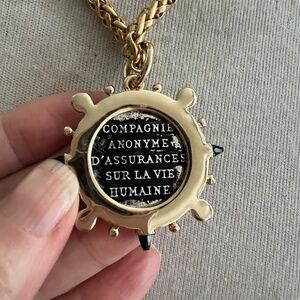 COMPAGNIE
ANONYME
D'ASSURANCES
SUR LA VIE
HUMAINE